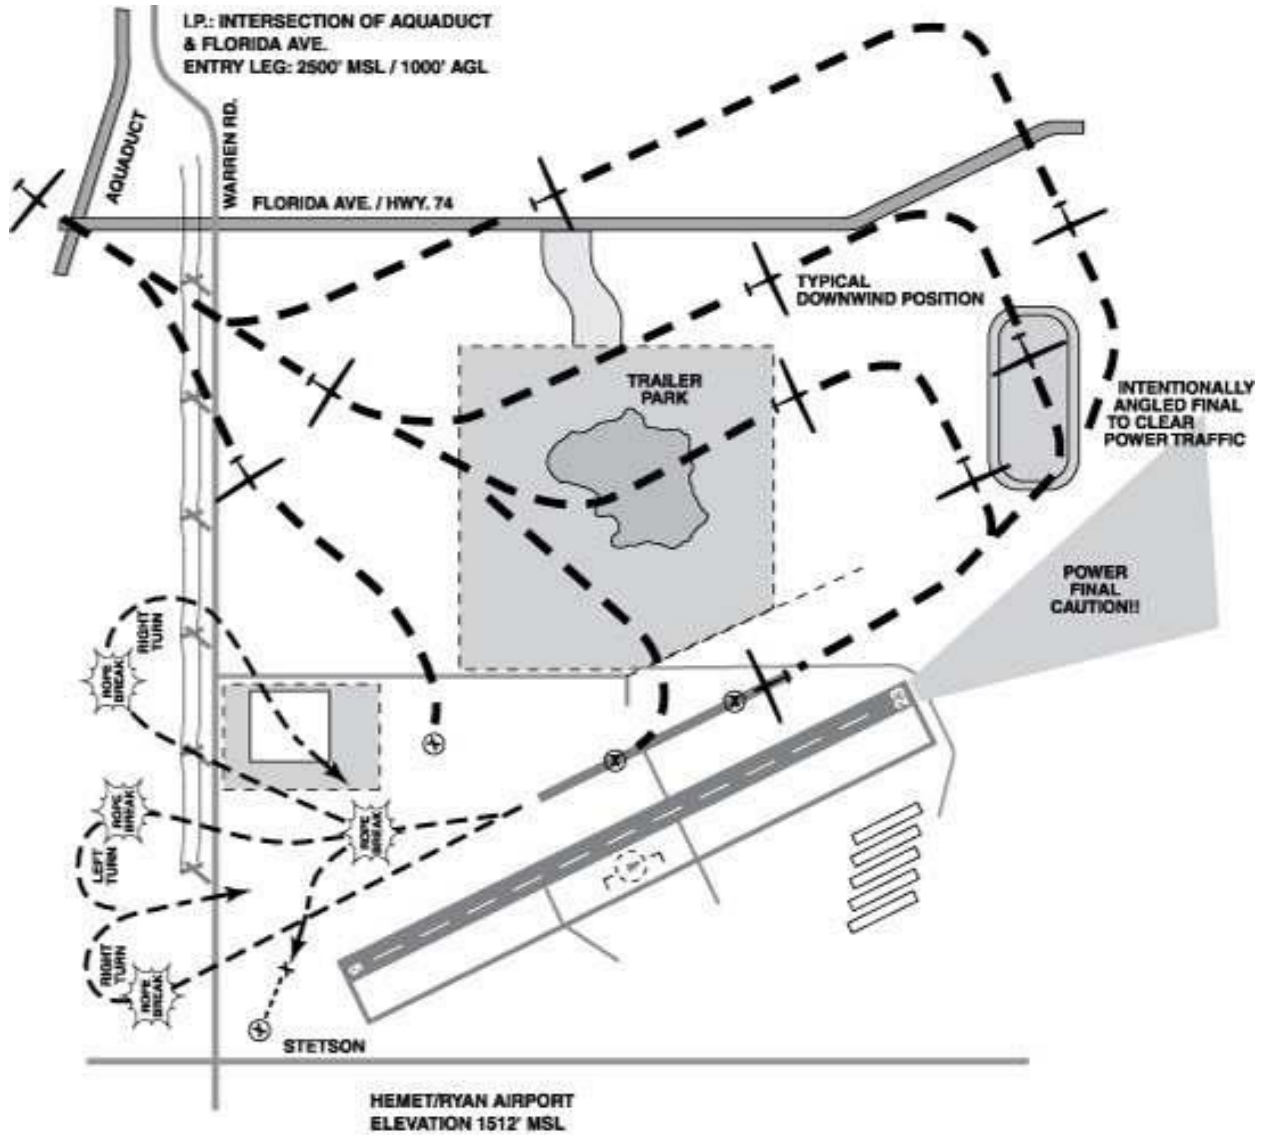 I.P.: INTERSECTION OF AQUADUCT
& FLORIDA AVE.
ENTRY LEG: 2500' MSL / 1000' AGL
AQUADUCT
WARREN RD.
FLORIDA AVE. / HWY. 74
TYPICAL
DOWNWIND POSITION
TRAILER
PARK
INTENTIONALLY
ANGLED FINAL
TO CLEAR
POWER TRAFFIC
POWER
FINAL
CAUTION!!
RIGHT
TURN
ROPE
BREAK
ROPE
BREAK
ROPE
BREAK
LEFT
TURN
RIGHT
TURN
ROPE
BREAK
5
STETSON
HEMET/RYAN AIRPORT
ELEVATION 1512' MSL